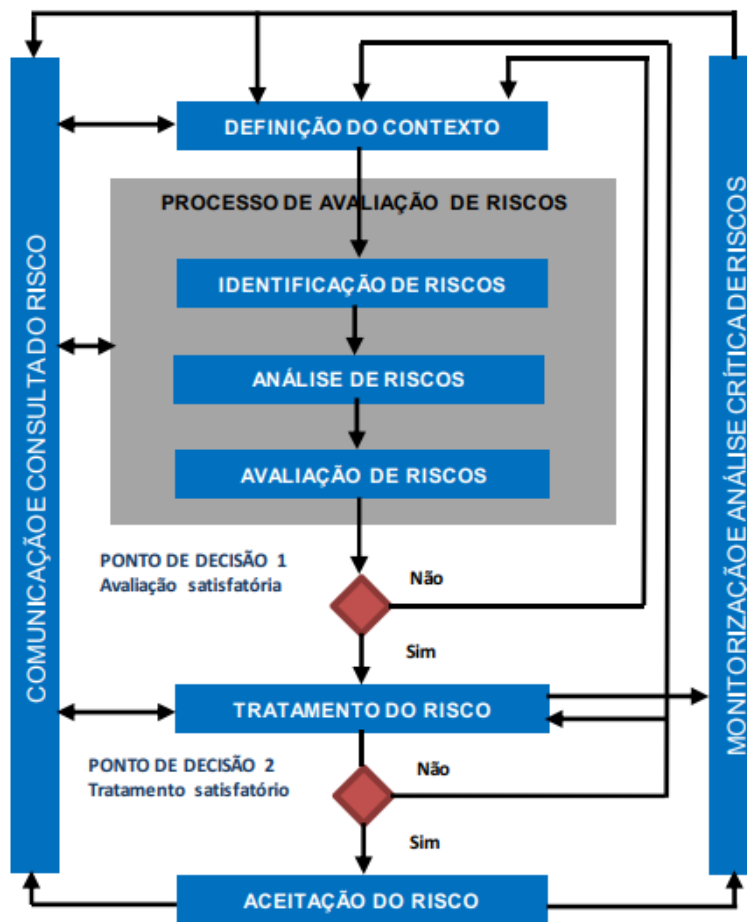 DEFINIÇÃO DO CONTEXTO
PROCESSO DE AVALIAÇÃO DE RISCOS
IDENTIFICAÇÃO DE RISCOS
ANÁLISE DE RISCOS
AVALIAÇÃO DE RISCOS
PONTO DE DECISÃO 1
Avaliação satisfatória
Não
Sim
TRATAMENTO DO RISCO
PONTO DE DECISÃO 2
Tratamento satisfatório
Não
Sim
ACEITAÇÃO DO RISCO
COMUNICAÇÃO E CONSULTA DO RISCO
MONITORIZAÇÃO E ANÁLISE CRÍTICA DE RISCOS